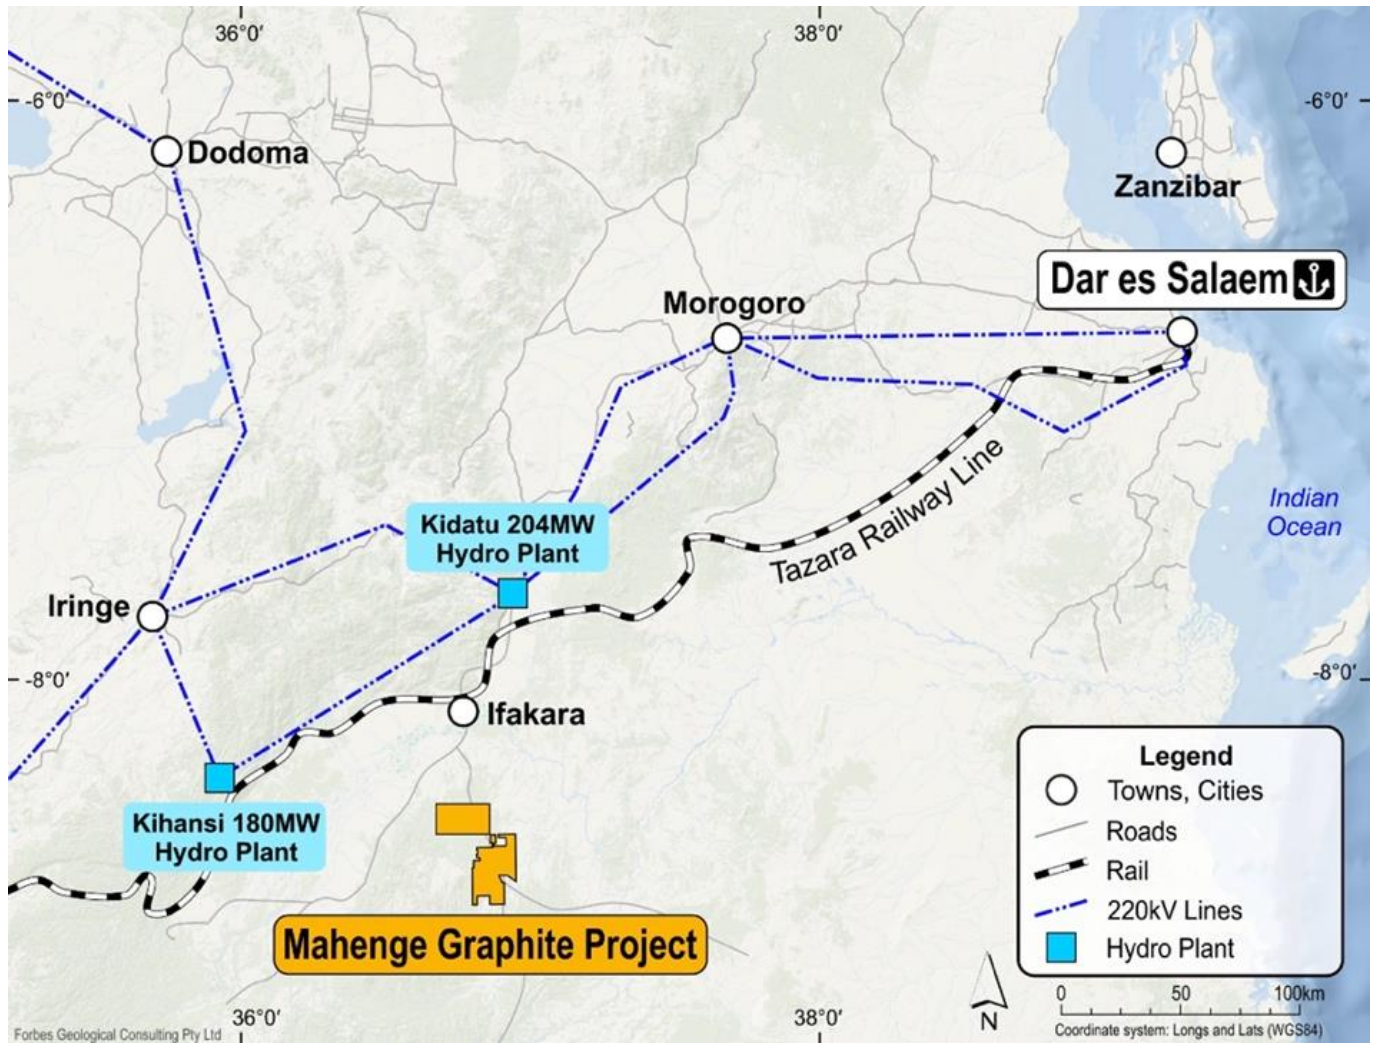 36°0'
38°0'
-6°0'
-6°0'
Dodoma
Zanzibar
Dar es Salaem
Morogoro
Tazara Railway Line
Indian
Ocean
Kidatu 204MW
Hydro Plant
Iringe
-8°0'
-8°0'
Ifakara
Kihansi 180MW
Hydro Plant
Mahenge Graphite Project
Legend
Towns, Cities
Roads
Rail
220kV Lines
Hydro Plant
N
0 50 100km
Coordinate system: Longs and Lats (WGS84)
36°0'
38°0'
Forbes Geological Consulting Pty Ltd